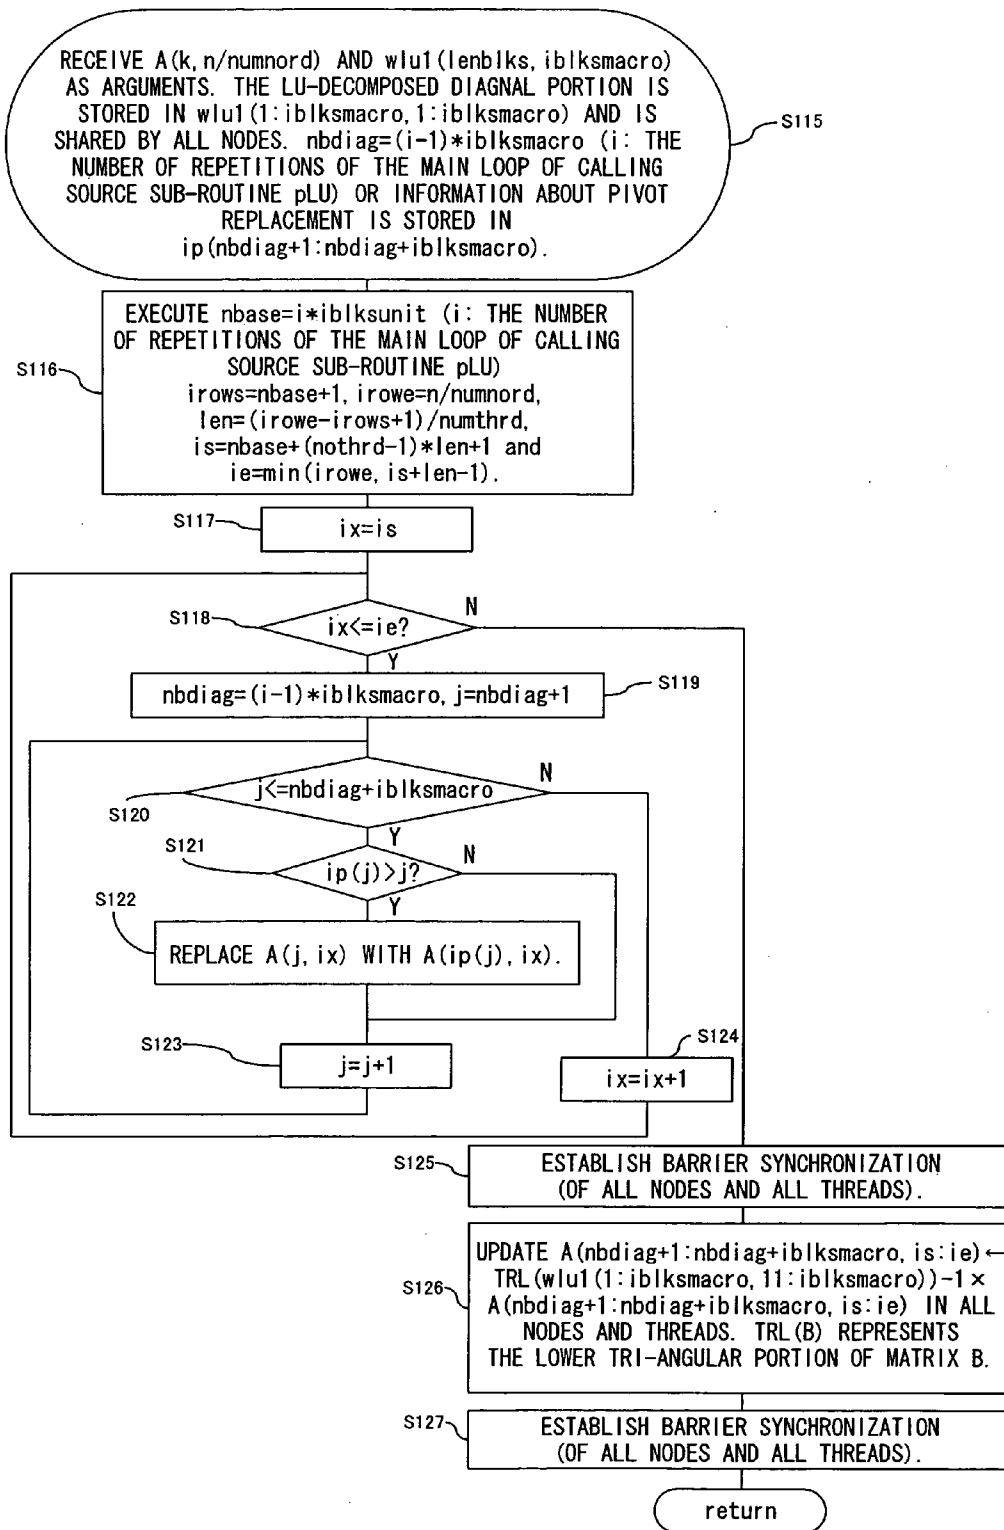 RECEIVE A(k, n/numnord) AND wlu1(lenblks, iblksmacro)
AS ARGUMENTS. THE LU-DECOMPOSED DIAGNAL PORTION IS
STORED IN wlu1(1:iblksmacro, 1:iblksmacro) AND IS
SHARED BY ALL NODES. nbdiag=(i-1)*iblksmacro (i: THE
NUMBER OF REPETITIONS OF THE MAIN LOOP OF CALLING
SOURCE SUB-ROUTINE pLU) OR INFORMATION ABOUT PIVOT
REPLACEMENT IS STORED IN
ip(nbdiag+1:nbdiag+iblksmacro).
S115
EXECUTE nbase=i*iblksunit (i: THE NUMBER
OF REPETITIONS OF THE MAIN LOOP OF CALLING
SOURCE SUB-ROUTINE pLU)
irows=nbase+1, irowe=n/numnord,
len=(irowe-irows+1)/numthrd,
is=nbase+(nothrd-1)*len+1 and
ie=min(irowe, is+len-1).
S116
S117
ix=is
S118
ix<=ie?
N
Y
nbdiag=(i-1)*iblksmacro, j=nbdiag+1
S119
j<=nbdiag+iblksmacro
N
S120
Y
S121
ip(j)>j?
N
Y
S122
REPLACE A(j, ix) WITH A(ip(j), ix).
S123
j=j+1
S124
ix=ix+1
S125
ESTABLISH BARRIER SYNCHRONIZATION
(OF ALL NODES AND ALL THREADS).
S126
UPDATE A(nbdiag+1:nbdiag+iblksmacro, is:ie)←
TRL(wlu1(1:iblksmacro, 11:iblksmacro))-1×
A(nbdiag+1:nbdiag+iblksmacro, is:ie) IN ALL
NODES AND THREADS. TRL(B) REPRESENTS
THE LOWER TRI-ANGULAR PORTION OF MATRIX B.
S127
ESTABLISH BARRIER SYNCHRONIZATION
(OF ALL NODES AND ALL THREADS).
return